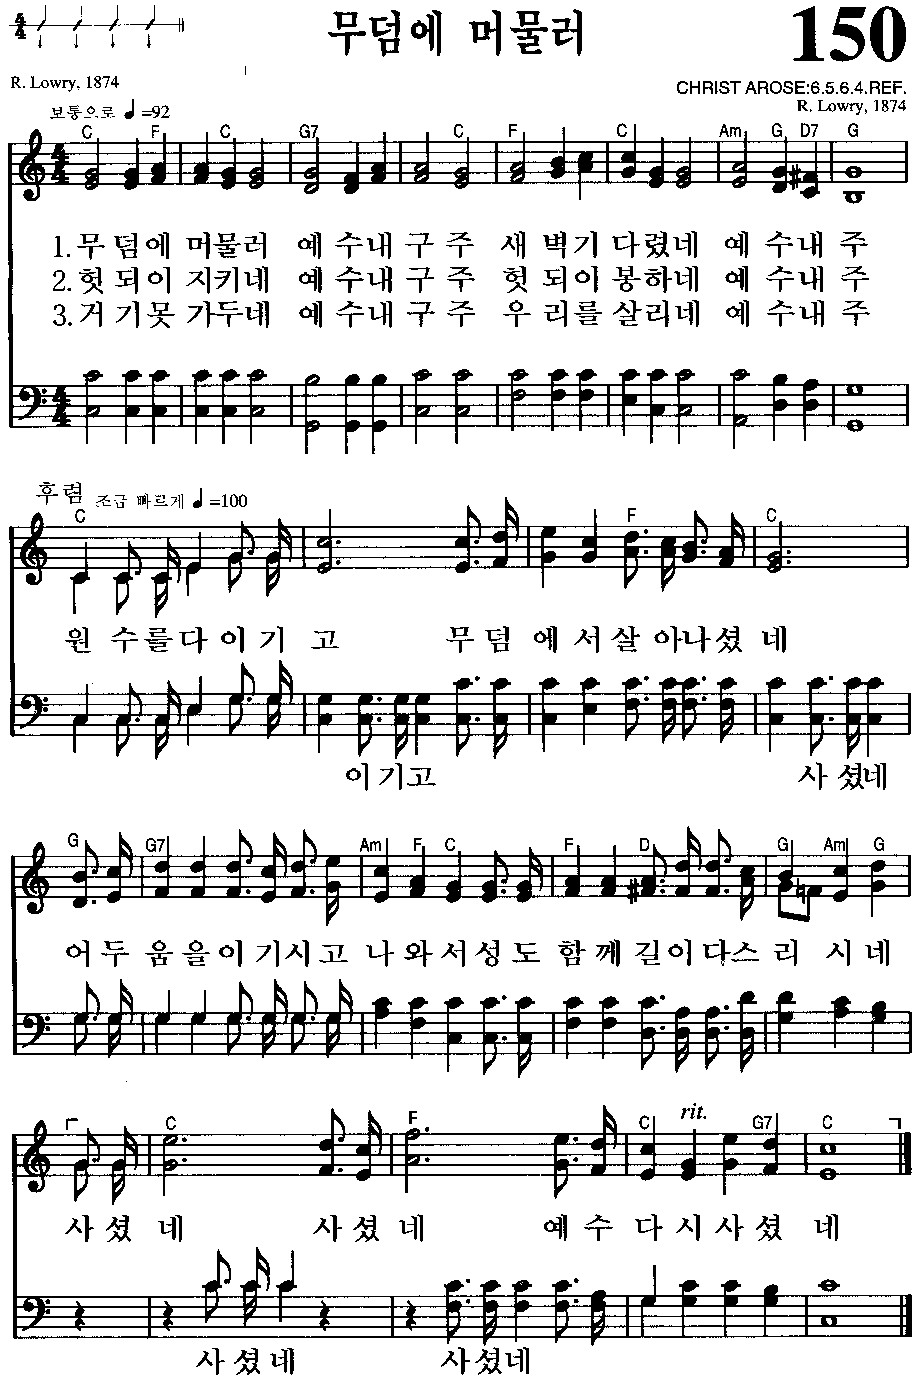 4/4
무덤에 머물러
150
R. Lowry, 1874
CHRIST AROSE:6.5.6.4.REF.
R. Lowry, 1874
보통으로 ♩=92
C F C G7 C F C Am G D7 G
1.무덤에 머물러 예수내구주 새벽기다렸네 예수내주
2.헛되이 지키네 예수내구주 헛되이봉하네 예수내주
3.거기못 가두네 예수내구주 우리를살리네 예수내주
후렴 조금 빠르게 ♩=100
C F C
원수를다이기고 무덤에서살아나셨네
이기고 사셨네
G G7 Am F C F D G Am G
어두움을이기시고 나와서성도함께길이다스리시네
C F C rit. G7 C
사셨네 사셨네 예수다시사셨네
사셨네 사셨네